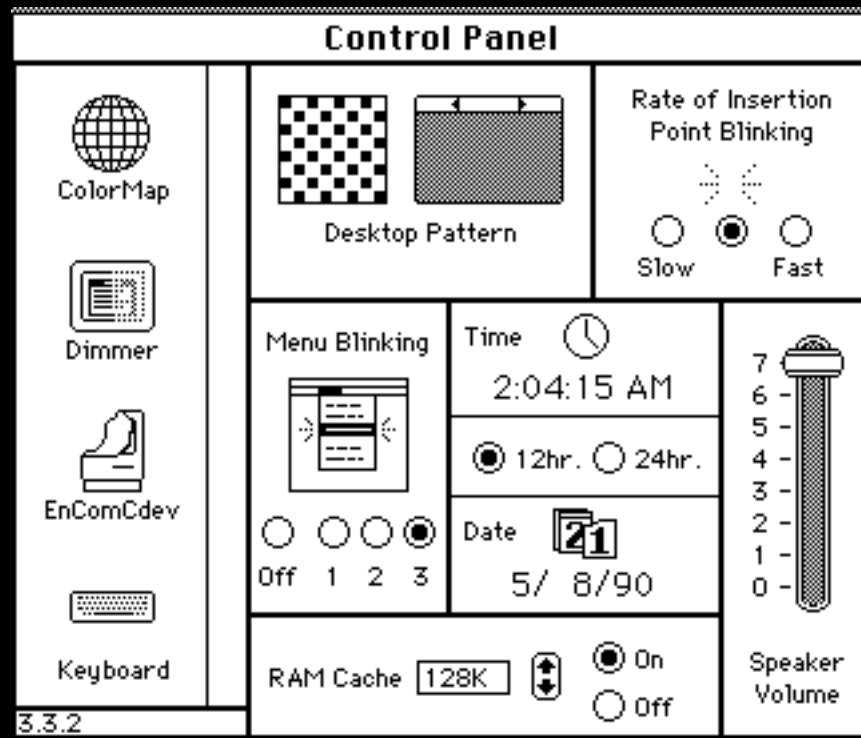 Control Panel
ColorMap
Dimmer
EnComCdev
Keyboard
3.3.2
Desktop Pattern
Rate of Insertion
Point Blinking
Slow Fast
Menu Blinking
Off 1 2 3
Time
2:04:15 AM
12hr. 24hr.
Date
21
5/ 8/90
7
6
5
4
3
2
1
0
Speaker
Volume
RAM Cache 128K
On
Off